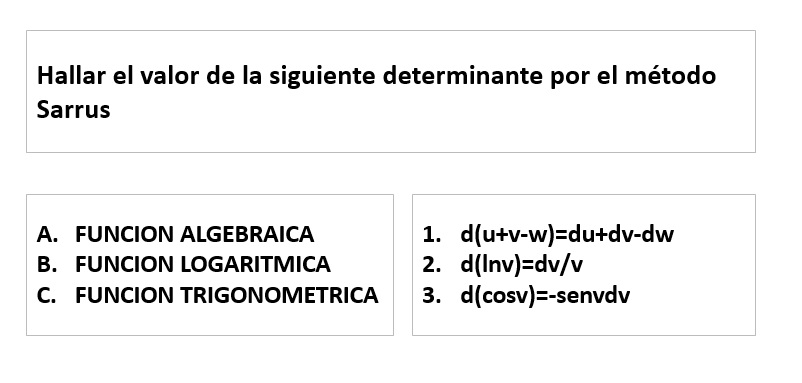 Hallar el valor de la siguiente determinante por el método
Sarrus
A. FUNCION ALGEBRAICA
B. FUNCION LOGARITMICA
C. FUNCION TRIGONOMETRICA
1. d(u+v-w)=du+dv-dw
2. d(lnv)=dv/v
3. d(cosv)=-senvdv